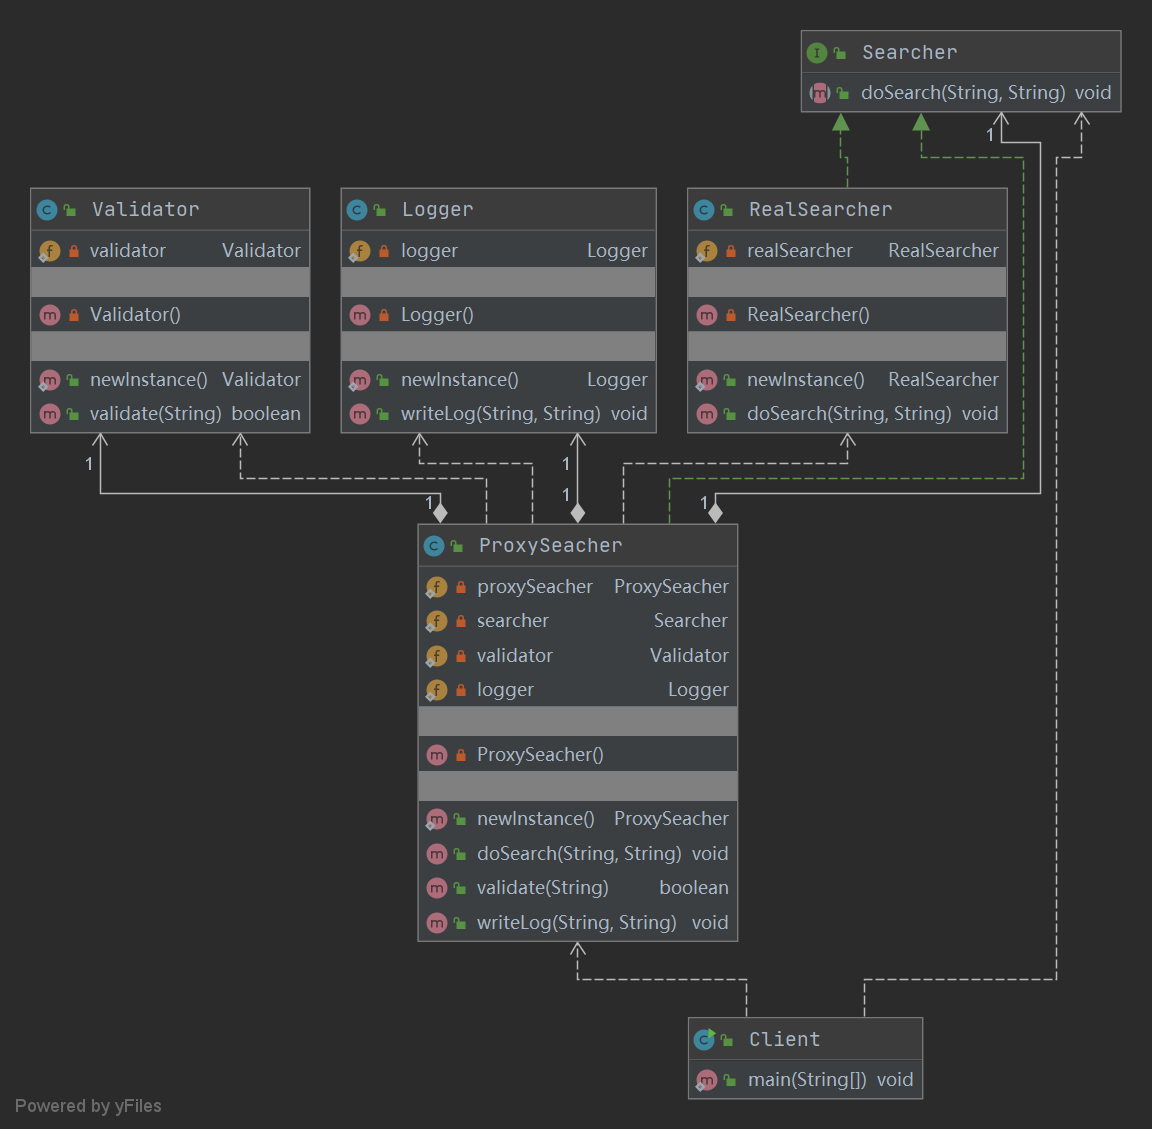 Searcher
doSearch(String, String) void
1
Validator
validator Validator
Validator()
newInstance() Validator
validate(String) boolean
Logger
logger Logger
Logger()
newInstance() Logger
writeLog(String, String) void
RealSearcher
realSearcher RealSearcher
RealSearcher()
newInstance() RealSearcher
doSearch(String, String) void
1
1
1
1
1
ProxySeacher
proxySeacher ProxySeacher
searcher Searcher
validator Validator
logger Logger
ProxySeacher()
newInstance() ProxySeacher
doSearch(String, String) void
validate(String) boolean
writeLog(String, String) void
Client
main(String[]) void
Powered by yFiles